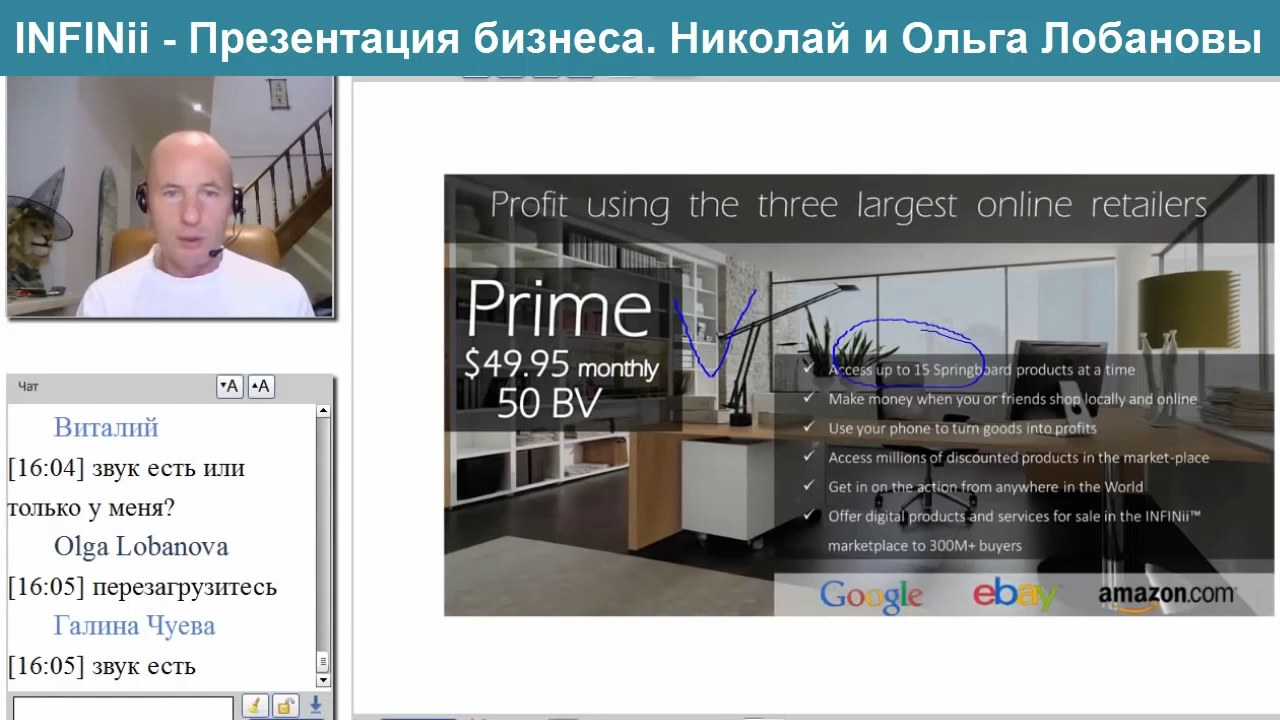 INFINii - Презентация бизнеса. Николай и Ольга Лобановы
Чат
▾A ▴A
Виталий
[16:04] звук есть или
только у меня?
Olga Lobanova
[16:05] перезагрузитесь
Галина Чуева
[16:05] звук есть
Profit using the three largest online retailers
Prime
$49.95 monthly
50 BV
Access up to 15 Springboard products at a time
Make money when you or friends shop locally and online
Use your phone to turn goods into profits
Access millions of discounted products in the market-place
Get in on the action from anywhere in the World
Offer digital products and services for sale in the INFINii™
marketplace to 300M+ buyers
Google ebay amazon.com